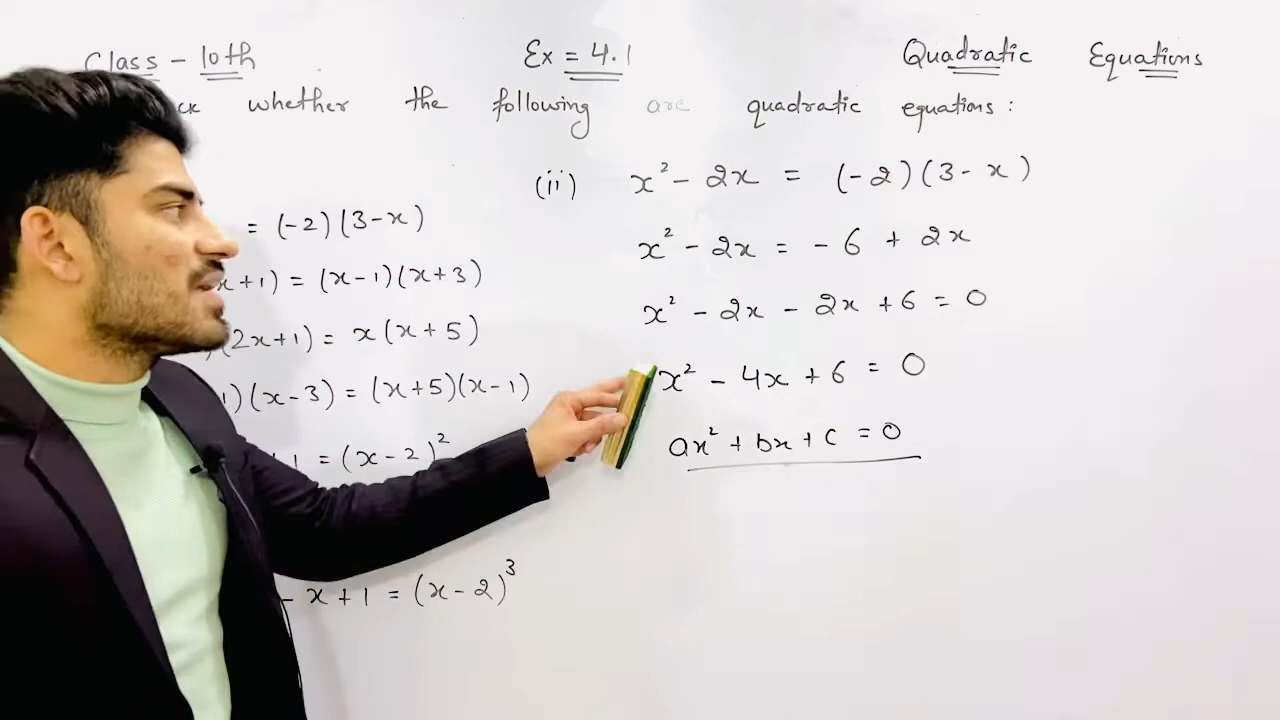 Class - 10th Ex = 4.1 Quadratic Equations
whether the following are quadratic equations :
(ii) x² - 2x = (-2)(3 - x)
= (-2)(3-x)
x² - 2x = - 6 + 2x
x+1) = (x-1)(x+3)
x² - 2x - 2x + 6 = 0
(2x+1) = x(x+5)
x² - 4x + 6 = 0
1)(x-3) = (x+5)(x-1)
ax² + bx + c = 0
+1 = (x-2)²
- x + 1 = (x-2)³